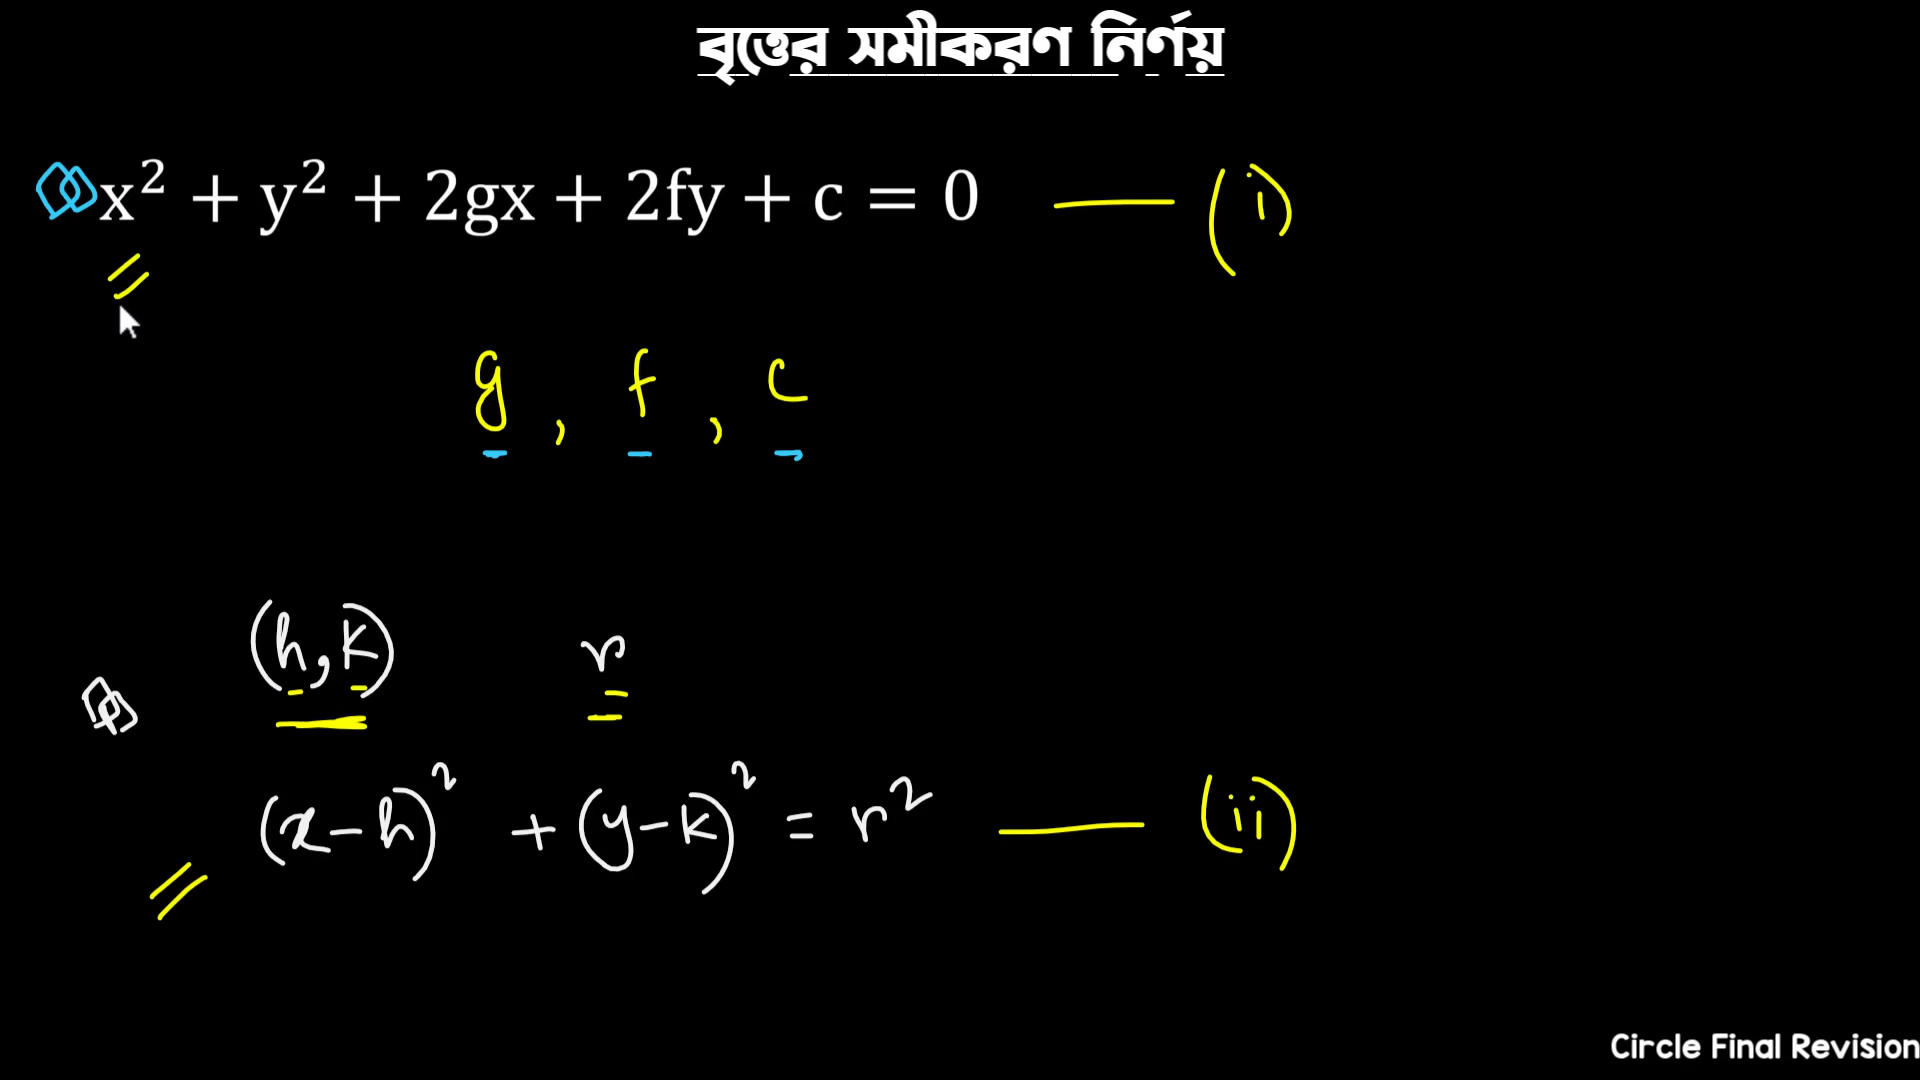 বৃত্তের সমীকরণ নির্ণয়
x² + y² + 2gx + 2fy + c = 0 — (i)
g , f , c
(h, k) r
(x - h)² + (y - k)² = r² — (ii)
Circle Final Revision